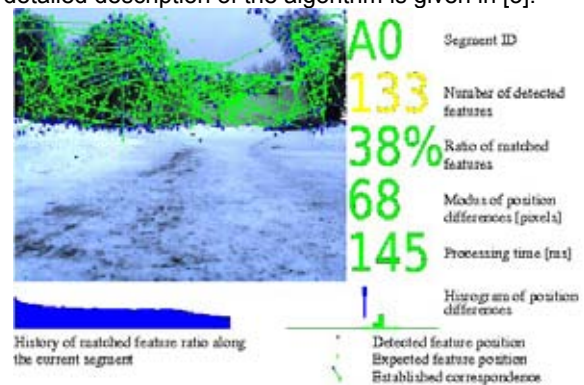 detailed description of the algorithm is given in [6].
A0
Segment ID
133
Number of detected
features
38%
Ratio of matched
features
68
Modus of position
differences [pixels]
145
Processing time [ms]
Histogram of position
differences
History of matched feature ratio along
the current segment
Detected feature position
Expected feature position
Established correspondence